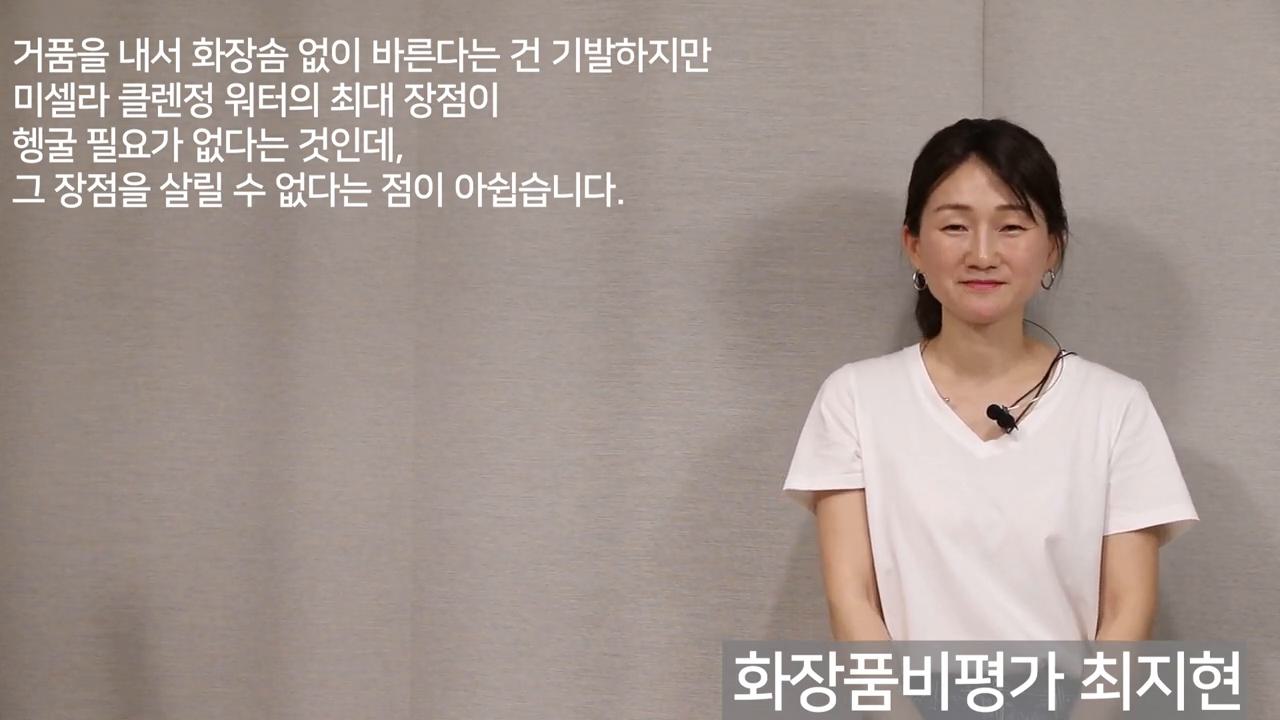 거품을 내서 화장솜 없이 바른다는 건 기발하지만
미셀라 클렌정 워터의 최대 장점이
헹굴 필요가 없다는 것인데,
그 장점을 살릴 수 없다는 점이 아쉽습니다.
화장품비평가 최지현